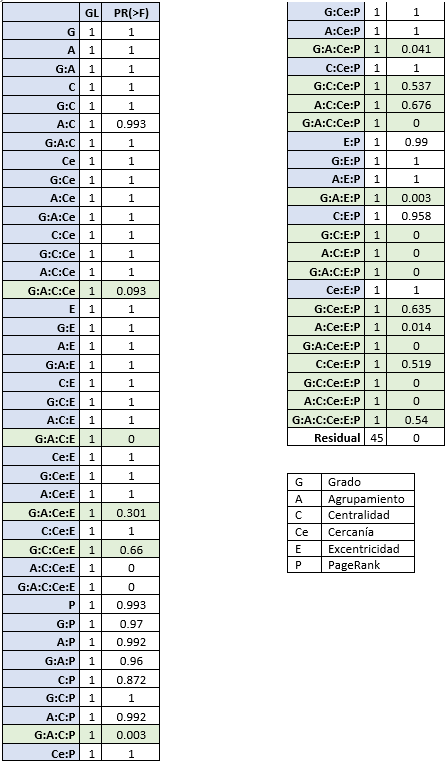 GL PR(>F)
G 1 1
A 1 1
G:A 1 1
C 1 1
G:C 1 1
A:C 1 0.993
G:A:C 1 1
Ce 1 1
G:Ce 1 1
A:Ce 1 1
G:A:Ce 1 1
C:Ce 1 1
G:C:Ce 1 1
A:C:Ce 1 1
G:A:C:Ce 1 0.093
E 1 1
G:E 1 1
A:E 1 1
G:A:E 1 1
C:E 1 1
G:C:E 1 1
A:C:E 1 1
G:A:C:E 1 0
Ce:E 1 1
G:Ce:E 1 1
A:Ce:E 1 1
G:A:Ce:E 1 0.301
C:Ce:E 1 1
G:C:Ce:E 1 0.66
A:C:Ce:E 1 0
G:A:C:Ce:E 1 0
P 1 0.993
G:P 1 0.97
A:P 1 0.992
G:A:P 1 0.96
C:P 1 0.872
G:C:P 1 1
A:C:P 1 0.992
G:A:C:P 1 0.003
Ce:P 1 1
G:Ce:P 1 1
A:Ce:P 1 1
G:A:Ce:P 1 0.041
C:Ce:P 1 1
G:C:Ce:P 1 0.537
A:C:Ce:P 1 0.676
G:A:C:Ce:P 1 0
E:P 1 0.99
G:E:P 1 1
A:E:P 1 1
G:A:E:P 1 0.003
C:E:P 1 0.958
G:C:E:P 1 0
A:C:E:P 1 0
G:A:C:E:P 1 0
Ce:E:P 1 1
G:Ce:E:P 1 0.635
A:Ce:E:P 1 0.014
G:A:Ce:E:P 1 0
C:Ce:E:P 1 0.519
G:C:Ce:E:P 1 0
A:C:Ce:E:P 1 0
G:A:C:Ce:E:P 1 0.54
Residual 45 0
G Grado
A Agrupamiento
C Centralidad
Ce Cercanía
E Excentricidad
P PageRank